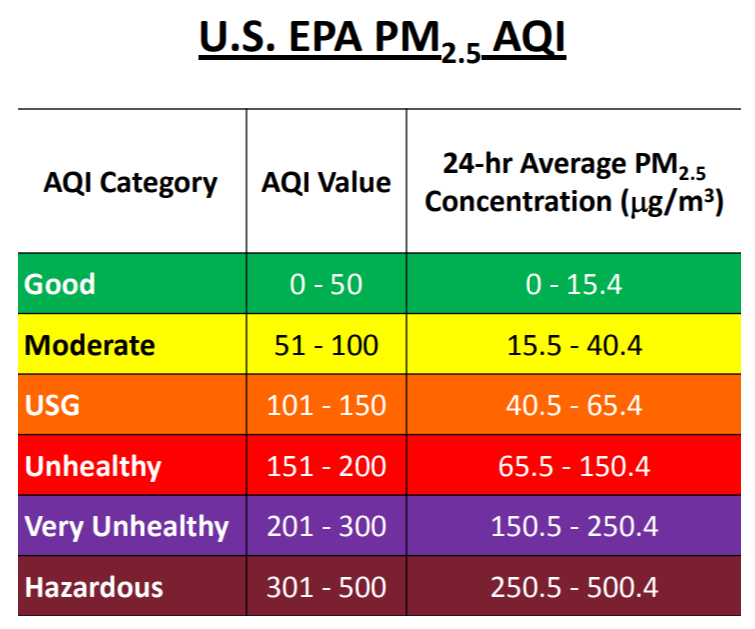 U.S. EPA PM2.5 AQI
AQI Category AQI Value 24-hr Average PM2.5
Concentration (μg/m³)
Good 0 - 50 0 - 15.4
Moderate 51 - 100 15.5 - 40.4
USG 101 - 150 40.5 - 65.4
Unhealthy 151 - 200 65.5 - 150.4
Very Unhealthy 201 - 300 150.5 - 250.4
Hazardous 301 - 500 250.5 - 500.4